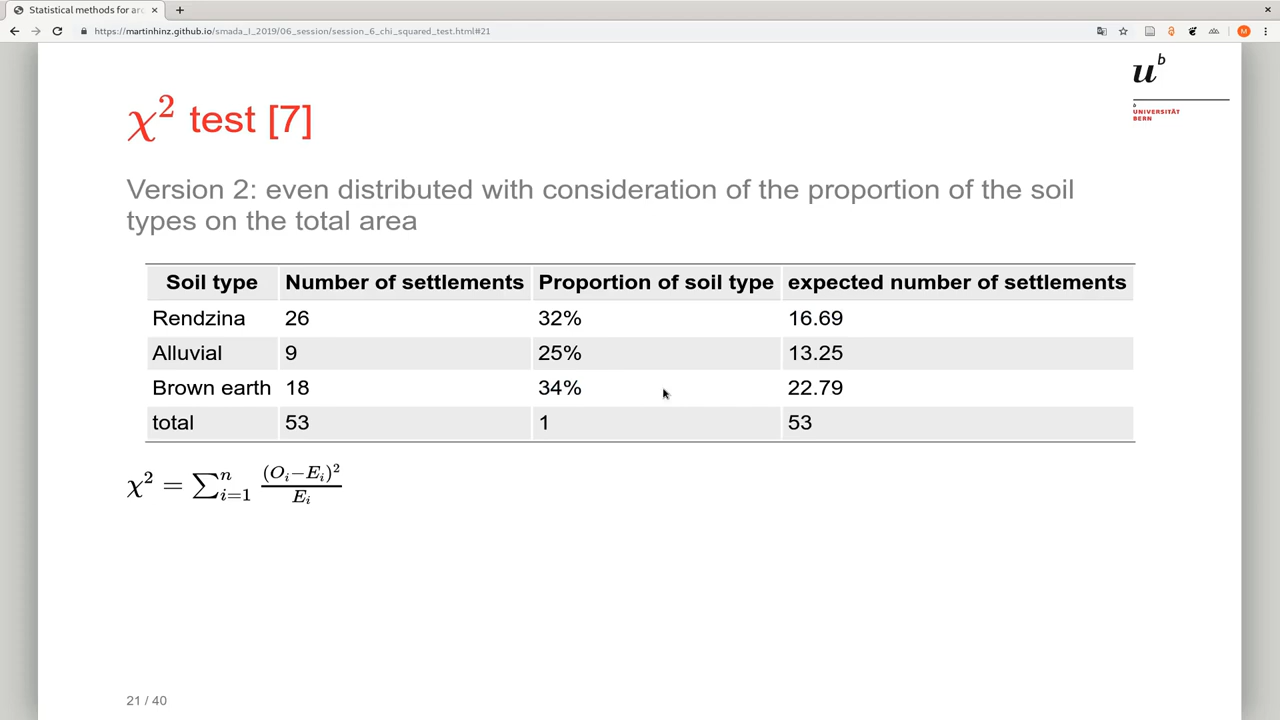 Statistical methods for arc
https://martinhinz.github.io/smada_I_2019/06_session/session_6_chi_squared_test.html#21
M
u^b
b
UNIVERSITÄT
BERN
χ² test [7]
Version 2: even distributed with consideration of the proportion of the soil
types on the total area
Soil type Number of settlements Proportion of soil type expected number of settlements
Rendzina 26 32% 16.69
Alluvial 9 25% 13.25
Brown earth 18 34% 22.79
total 53 1 53
χ² = ∑ⁿᵢ₌₁ (Oᵢ−Eᵢ)²/Eᵢ
21 / 40